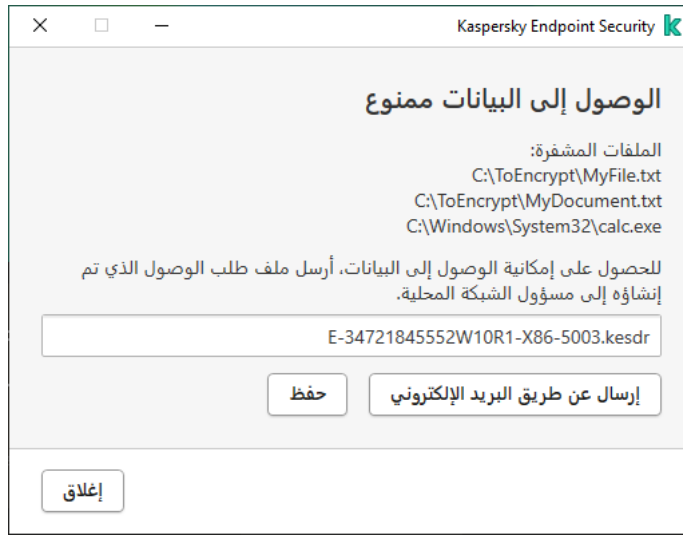 Kaspersky Endpoint Security
الوصول إلى البيانات ممنوع
الملفات المشفرة:
C:\ToEncrypt\MyFile.txt
C:\ToEncrypt\MyDocument.txt
C:\Windows\System32\calc.exe
للحصول على إمكانية الوصول إلى البيانات، أرسل ملف طلب الوصول الذي تم
إنشاؤه إلى مسؤول الشبكة المحلية.
E-34721845552W10R1-X86-5003.kesdr
إرسال عن طريق البريد الإلكتروني
حفظ
إغلاق